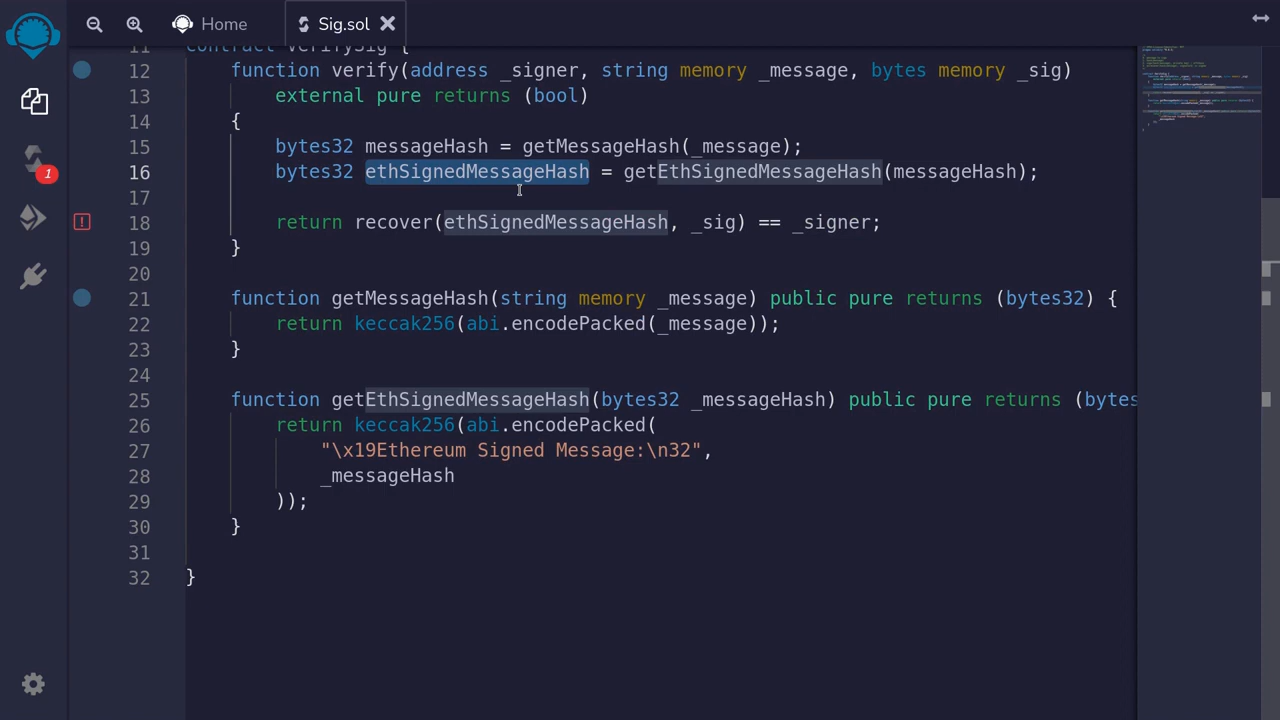 Home
Sig.sol
11 contract VerifySig {
12 function verify(address _signer, string memory _message, bytes memory _sig)
13 external pure returns (bool)
14 {
15 bytes32 messageHash = getMessageHash(_message);
16 bytes32 ethSignedMessageHash = getEthSignedMessageHash(messageHash);
1
17
18 return recover(ethSignedMessageHash, _sig) == _signer;
19 }
20
21 function getMessageHash(string memory _message) public pure returns (bytes32) {
22 return keccak256(abi.encodePacked(_message));
23 }
24
25 function getEthSignedMessageHash(bytes32 _messageHash) public pure returns (bytes
26 return keccak256(abi.encodePacked(
27 "\x19Ethereum Signed Message:\n32",
28 _messageHash
29 ));
30 }
31
32 }